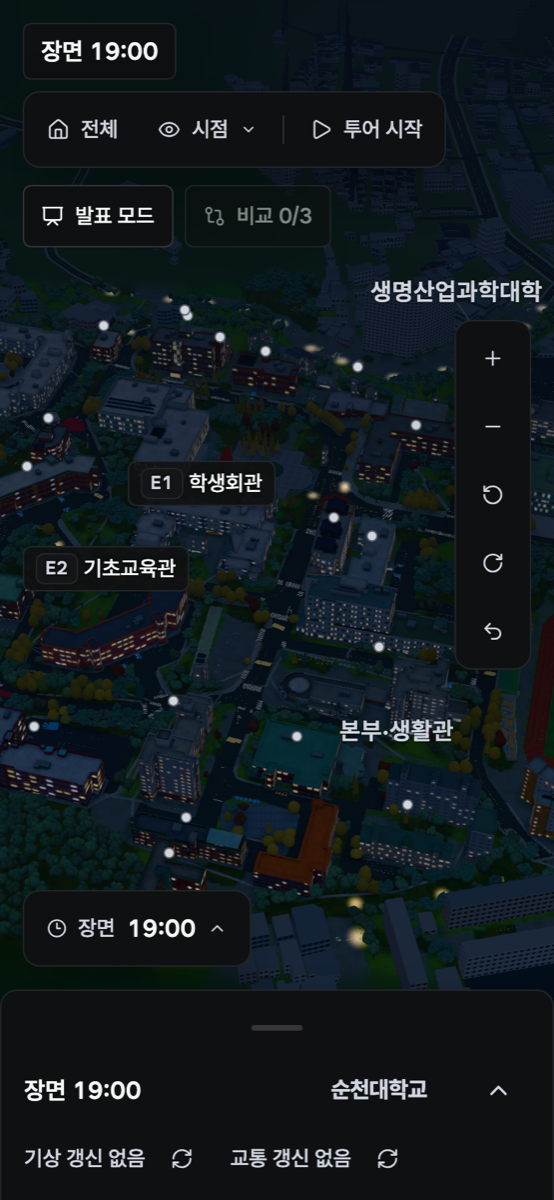 장면 19:00
전체 시점 투어 시작
발표 모드 비교 0/3
생명산업과학대학
E1 학생회관
E2 기초교육관
본부·생활관
장면 19:00
장면 19:00 순천대학교
기상 갱신 없음 교통 갱신 없음